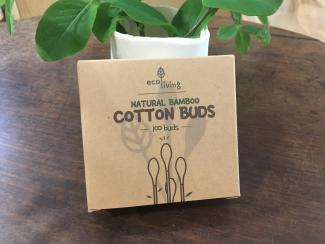 eco living
NATURAL BAMBOO
COTTON BUDS
100 buds